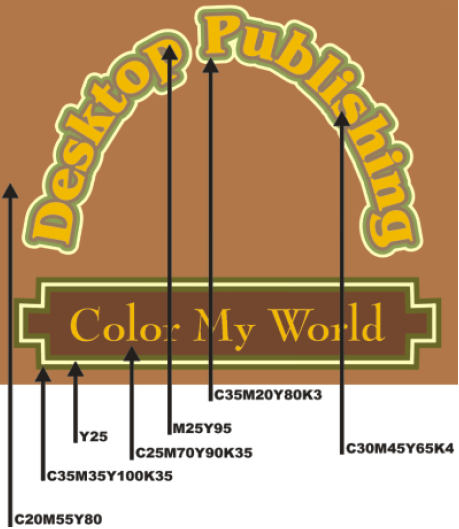 Desktop Publishing
Color My World
C35M20Y80K3
M25Y95
Y25
C30M45Y65K4
C25M70Y90K35
C35M35Y100K35
C20M55Y80